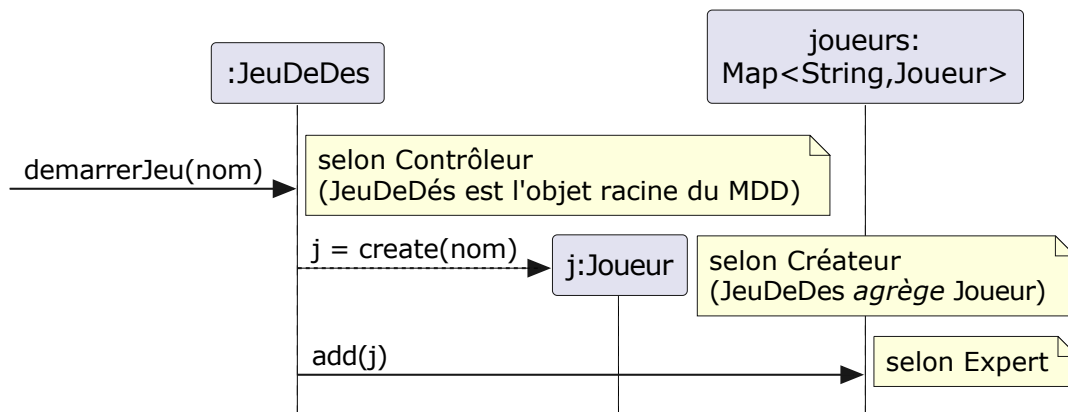 :JeuDeDes
joueurs:
Map<String,Joueur>
demarrerJeu(nom)
selon Contrôleur
(JeuDeDés est l'objet racine du MDD)
j = create(nom)
j:Joueur
selon Créateur
(JeuDeDes agrège Joueur)
add(j)
selon Expert